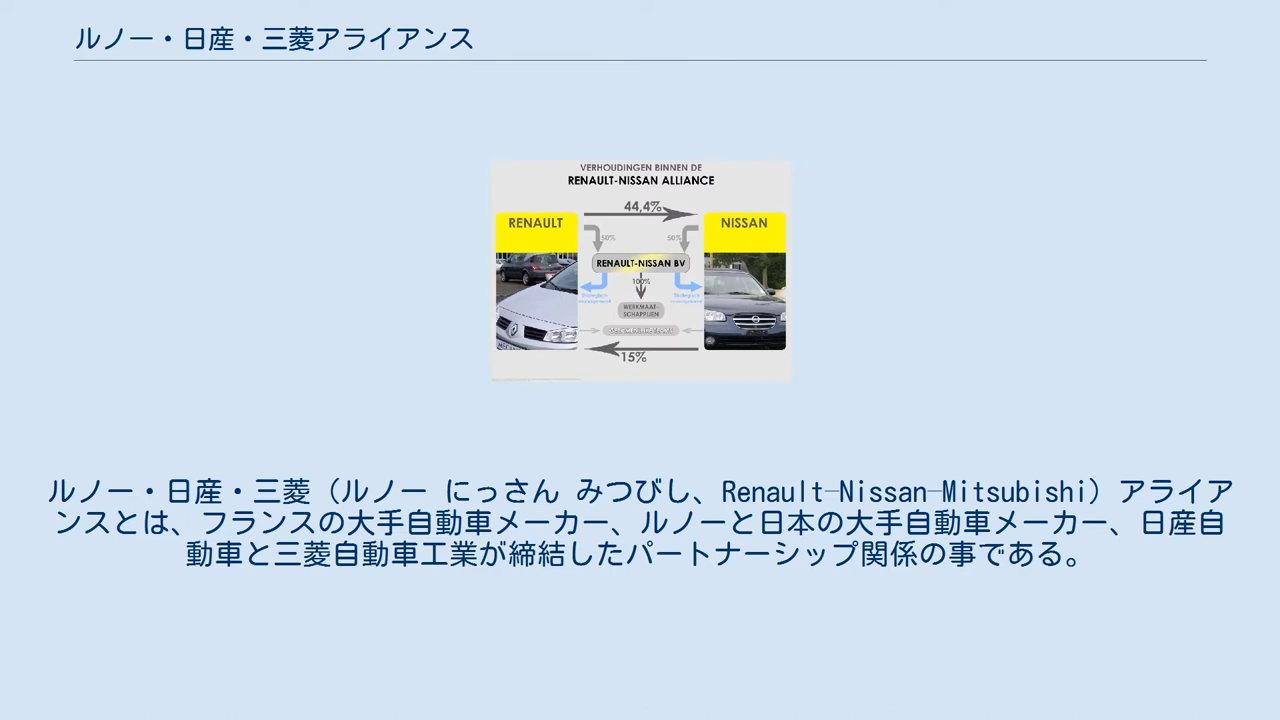 ルノー・日産・三菱アライアンス
VERHOUDINGEN BINNEN DE
RENAULT-NISSAN ALLIANCE
44,4%
RENAULT
NISSAN
50%
50%
RENAULT-NISSAN BV
100%
Strategisch management
Strategisch management
WERKMAAT-
SCHAPPIJEN
15%
ルノー・日産・三菱（ルノー にっさん みつびし、Renault–Nissan–Mitsubishi）アライア
ンスとは、フランスの大手自動車メーカー、ルノーと日本の大手自動車メーカー、日産自
動車と三菱自動車工業が締結したパートナーシップ関係の事である。